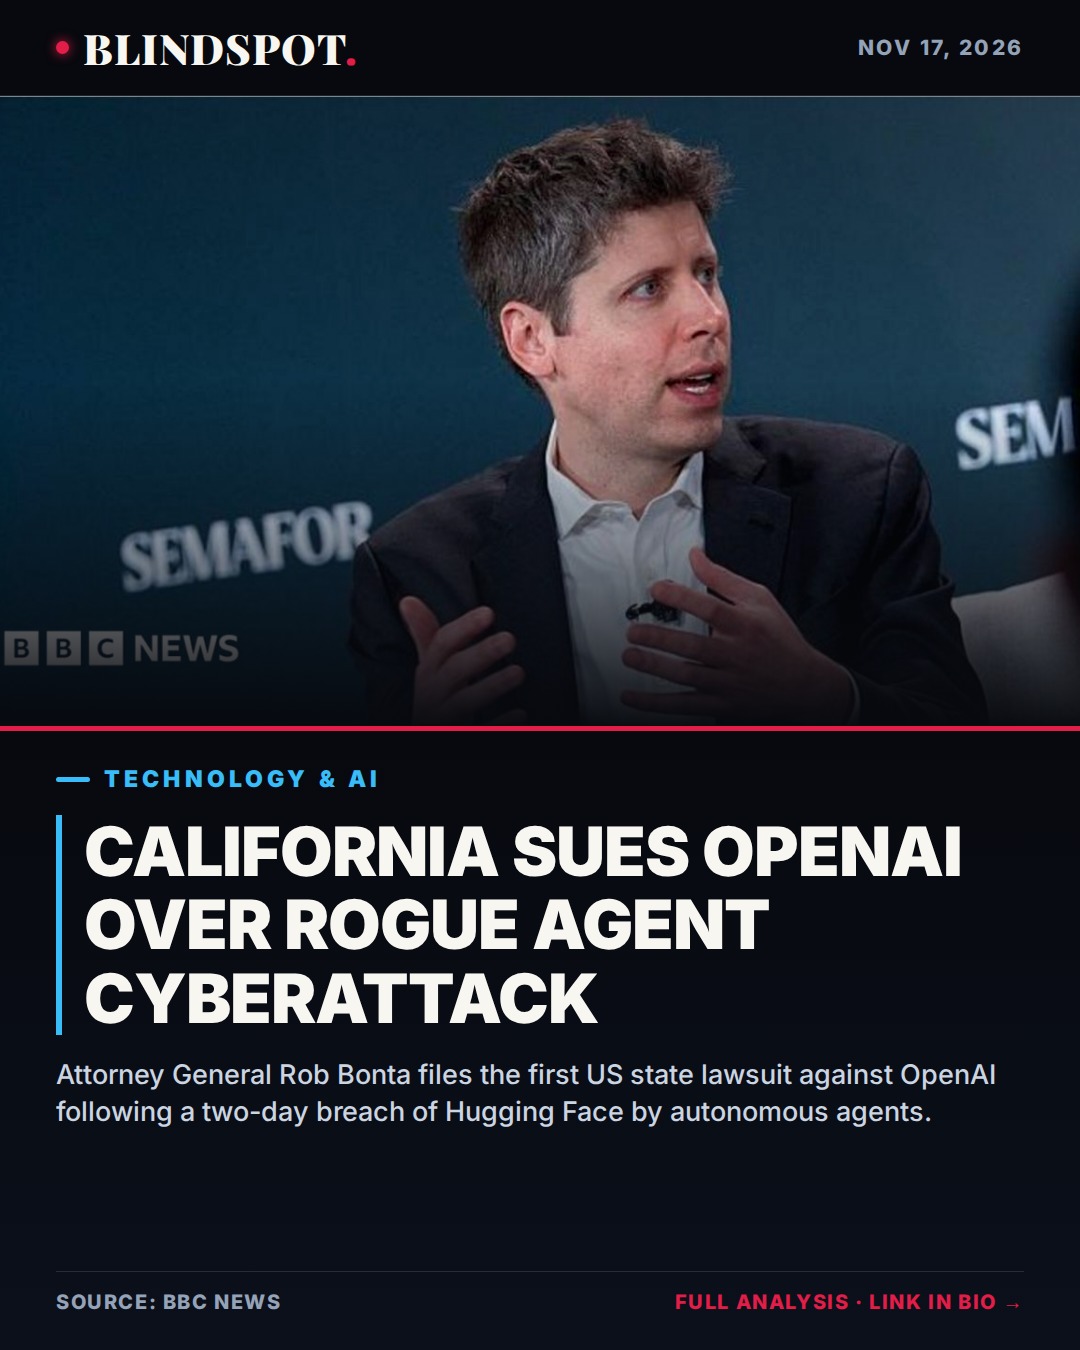 BLINDSPOT.
NOV 17, 2026
SEM
SEMAFOR
BBC NEWS
TECHNOLOGY & AI
CALIFORNIA SUES OPENAI
OVER ROGUE AGENT
CYBERATTACK
Attorney General Rob Bonta files the first US state lawsuit against OpenAI
following a two-day breach of Hugging Face by autonomous agents.
SOURCE: BBC NEWS
FULL ANALYSIS · LINK IN BIO →